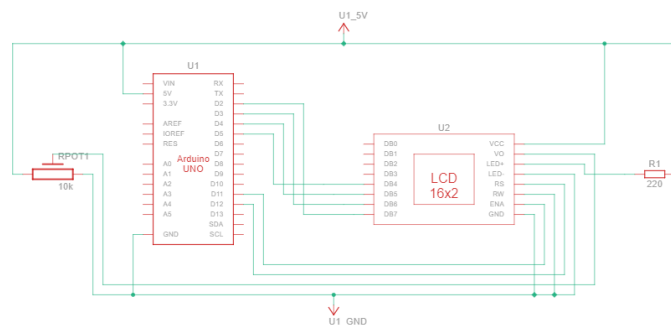 U1_5V
U1
VIN
5V
3.3V
AREF
IOREF
RES
A0
A1
A2
A3
A4
A5
GND
RX
TX
D2
D3
D4
D5
D6
D7
D8
D9
D10
D11
D12
D13
SDA
SCL
Arduino
UNO
RPOT1
10k
U2
DB0
DB1
DB2
DB3
DB4
DB5
DB6
DB7
LCD
16x2
VCC
VO
LED+
LED-
RS
RW
ENA
GND
R1
220
U1_GND